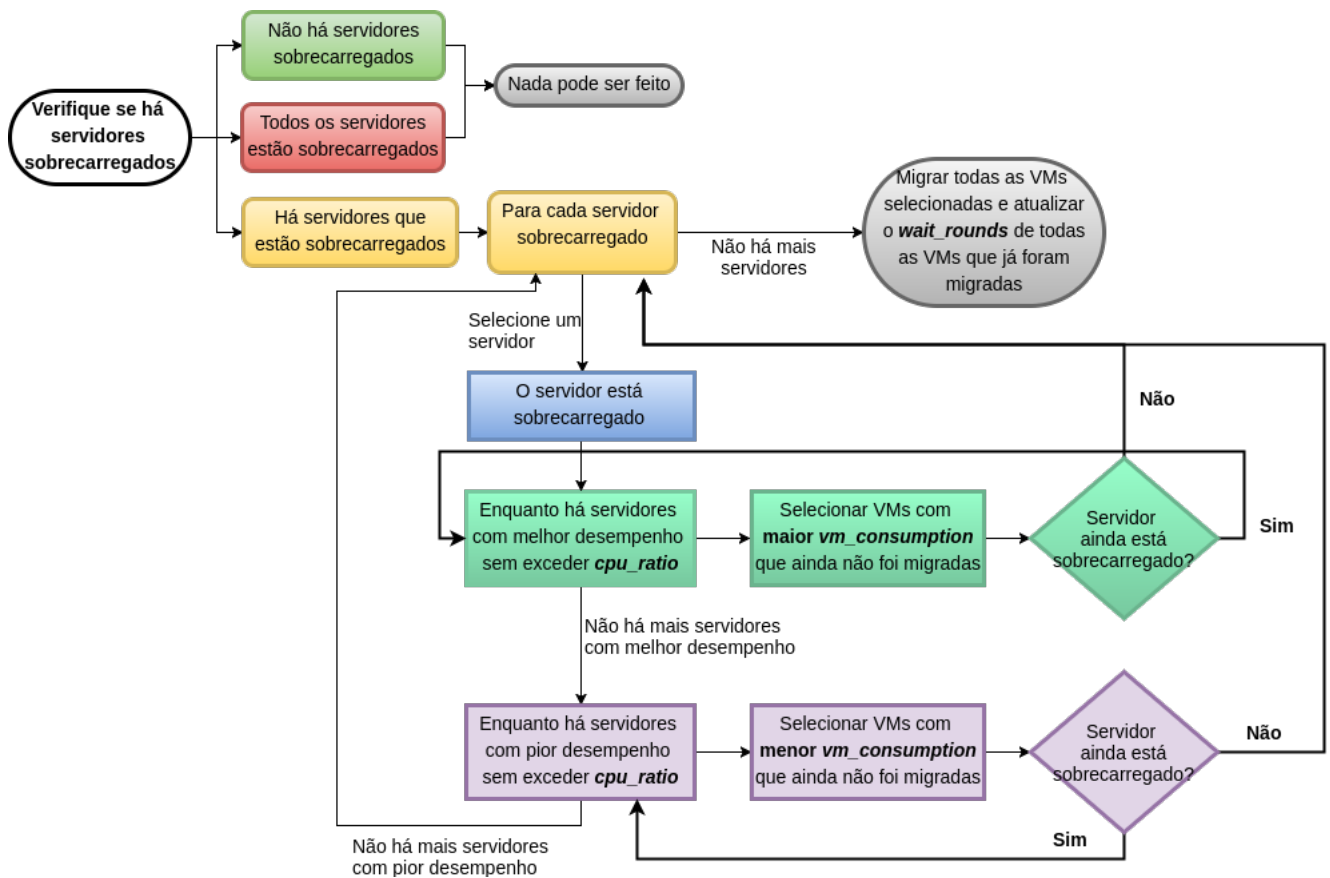 Não há servidores
sobrecarregados
Nada pode ser feito
Verifique se há
servidores
sobrecarregados
Todos os servidores
estão sobrecarregados
Há servidores que
estão sobrecarregados
Para cada servidor
sobrecarregado
Não há mais
servidores
Migrar todas as VMs
selecionadas e atualizar
o wait_rounds de todas
as VMs que já foram
migradas
Selecione um
servidor
O servidor está
sobrecarregado
Enquanto há servidores
com melhor desempenho
sem exceder cpu_ratio
Selecionar VMs com
maior vm_consumption
que ainda não foi migradas
Servidor
ainda está
sobrecarregado?
Não
Sim
Não há mais servidores
com melhor desempenho
Enquanto há servidores
com pior desempenho
sem exceder cpu_ratio
Selecionar VMs com
menor vm_consumption
que ainda não foi migradas
Servidor
ainda está
sobrecarregado?
Não
Sim
Não há mais servidores
com pior desempenho